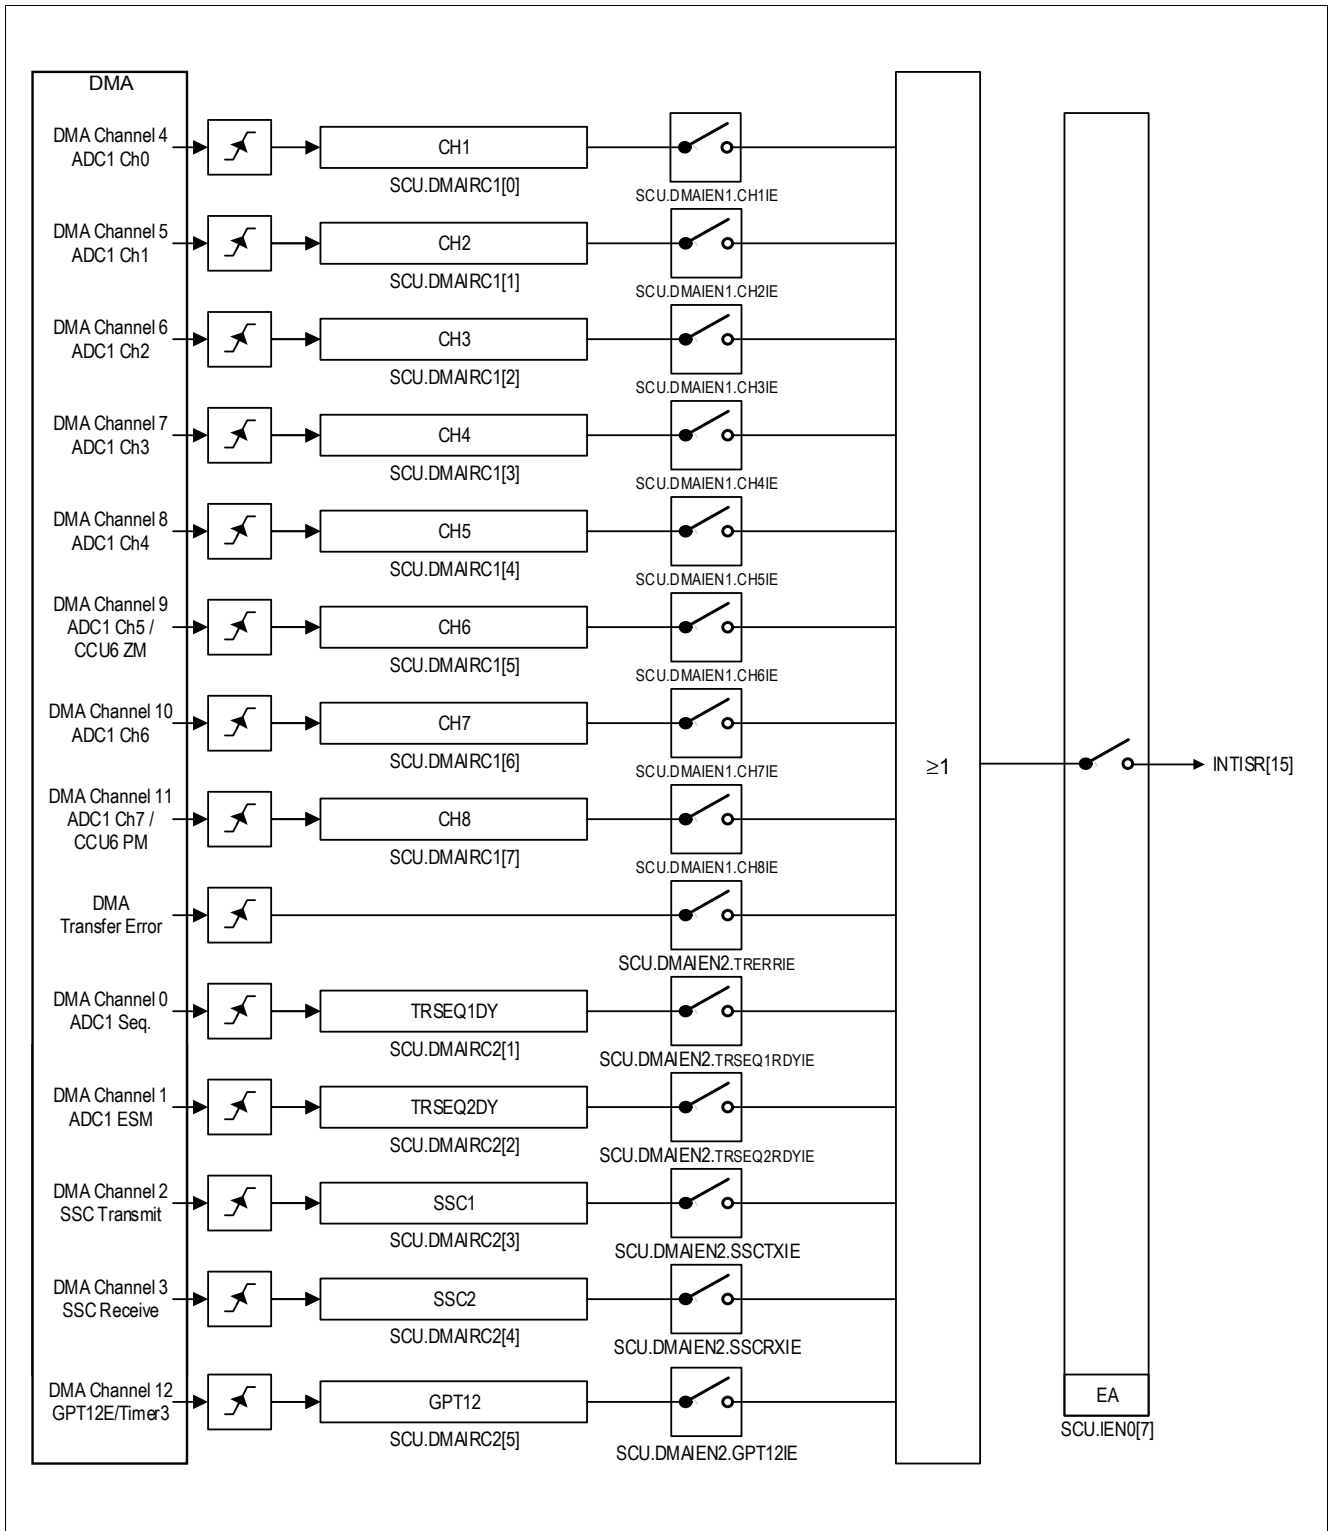 DMA
DMA Channel 4
ADC1 Ch0
CH1
SCU.DMAIRC1[0]
SCU.DMAIEN1.CH1IE
DMA Channel 5
ADC1 Ch1
CH2
SCU.DMAIRC1[1]
SCU.DMAIEN1.CH2IE
DMA Channel 6
ADC1 Ch2
CH3
SCU.DMAIRC1[2]
SCU.DMAIEN1.CH3IE
DMA Channel 7
ADC1 Ch3
CH4
SCU.DMAIRC1[3]
SCU.DMAIEN1.CH4IE
DMA Channel 8
ADC1 Ch4
CH5
SCU.DMAIRC1[4]
SCU.DMAIEN1.CH5IE
DMA Channel 9
ADC1 Ch5 /
CCU6 ZM
CH6
SCU.DMAIRC1[5]
SCU.DMAIEN1.CH6IE
DMA Channel 10
ADC1 Ch6
CH7
SCU.DMAIRC1[6]
SCU.DMAIEN1.CH7IE
DMA Channel 11
ADC1 Ch7 /
CCU6 PM
CH8
SCU.DMAIRC1[7]
SCU.DMAIEN1.CH8IE
DMA
Transfer Error
SCU.DMAIEN2.TRERRIE
DMA Channel 0
ADC1 Seq.
TRSEQ1DY
SCU.DMAIRC2[1]
SCU.DMAIEN2.TRSEQ1RDYIE
DMA Channel 1
ADC1 ESM
TRSEQ2DY
SCU.DMAIRC2[2]
SCU.DMAIEN2.TRSEQ2RDYIE
DMA Channel 2
SSC Transmit
SSC1
SCU.DMAIRC2[3]
SCU.DMAIEN2.SSCTXIE
DMA Channel 3
SSC Receive
SSC2
SCU.DMAIRC2[4]
SCU.DMAIEN2.SSCRXIE
DMA Channel 12
GPT12E/Timer3
GPT12
SCU.DMAIRC2[5]
SCU.DMAIEN2.GPT12IE
≥1
INTISR[15]
EA
SCU.IEN0[7]